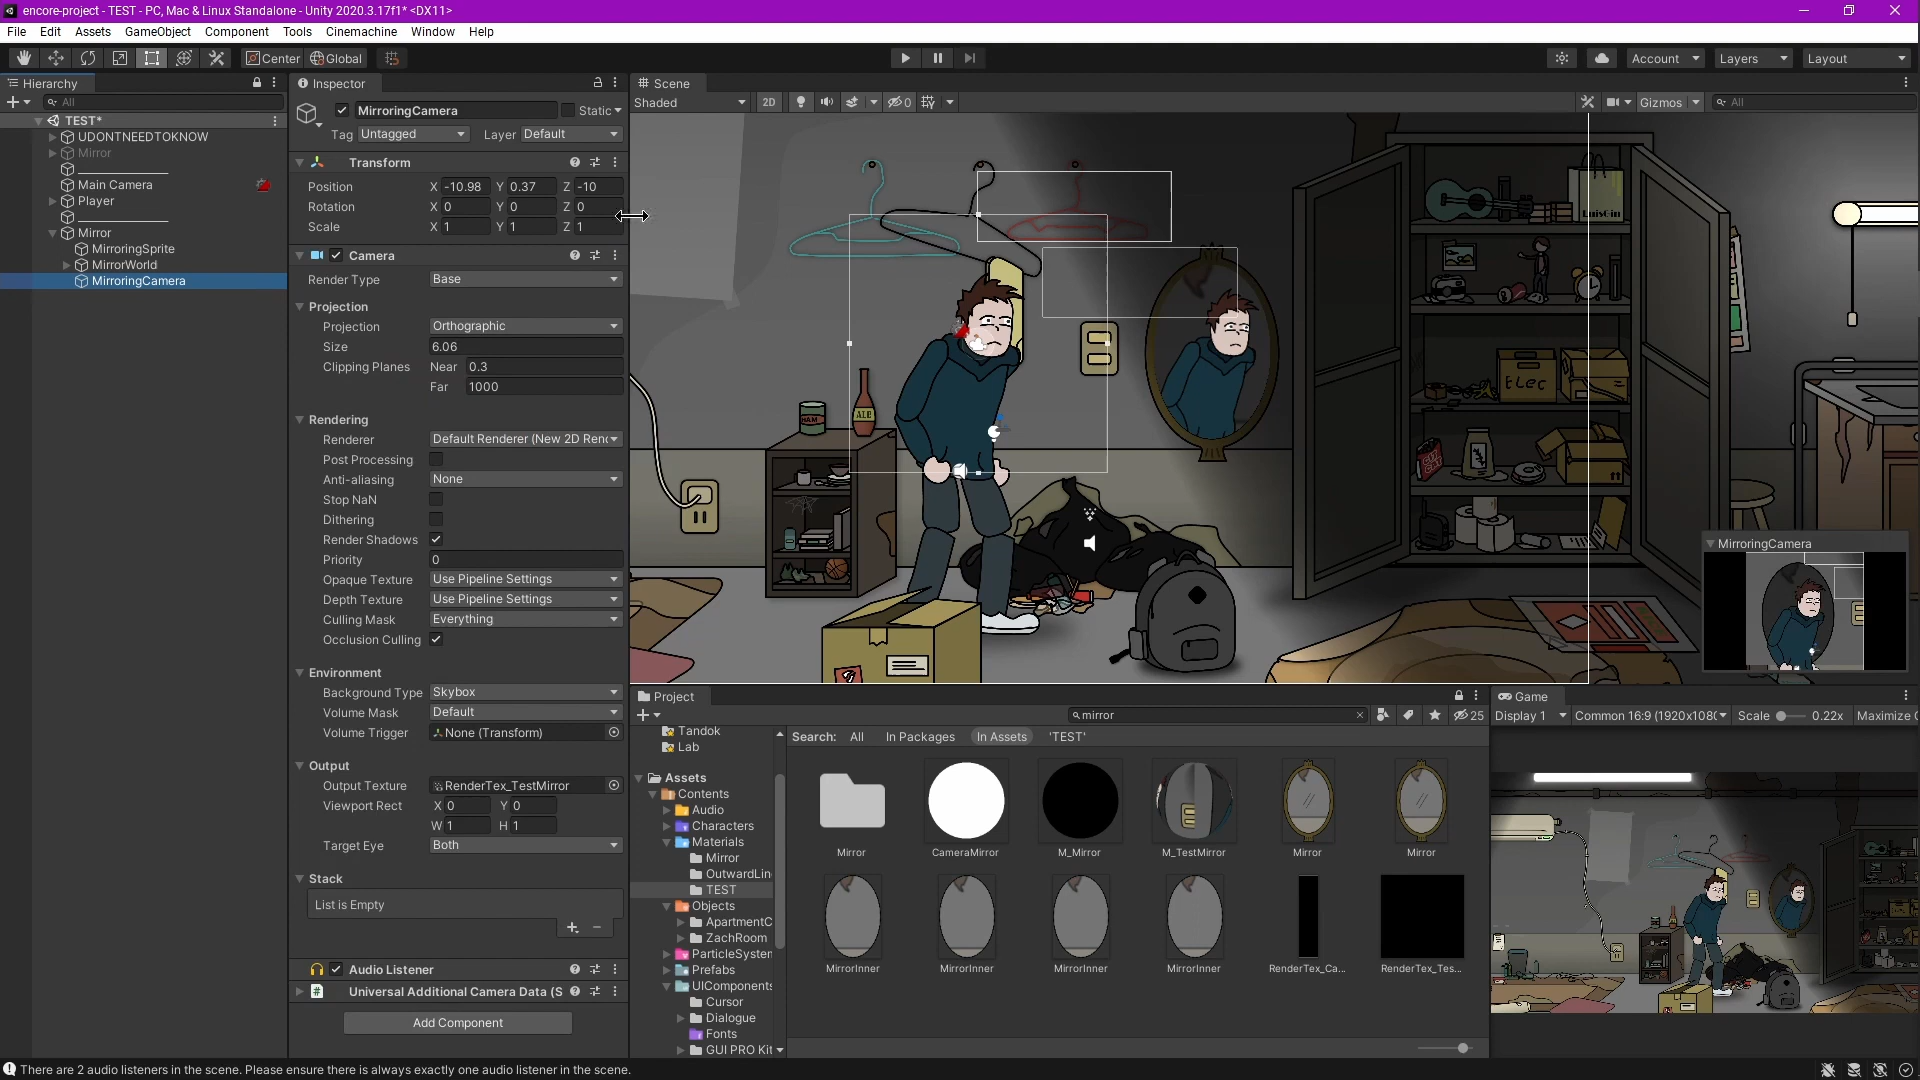 encore-project - TEST - PC, Mac & Linux Standalone - Unity 2020.3.17f1* <DX11>
File Edit Assets GameObject Component Tools Cinemachine Window Help
Center Global Account Layers Layout
Hierarchy
All
TEST*
UDONTNEEDTOKNOW
Mirror
Main Camera
Player
Mirror
MirroringSprite
MirrorWorld
MirroringCamera
Inspector
MirroringCamera Static
Tag Untagged Layer Default
Transform
Position X -10.98 Y 0.37 Z -10
Rotation X 0 Y 0 Z 0
Scale X 1 Y 1 Z 1
Camera
Render Type Base
Projection
Projection Orthographic
Size 6.06
Clipping Planes Near 0.3
Far 1000
Rendering
Renderer Default Renderer (New 2D Rend
Post Processing
Anti-aliasing None
Stop NaN
Dithering
Render Shadows
Priority 0
Opaque Texture Use Pipeline Settings
Depth Texture Use Pipeline Settings
Culling Mask Everything
Occlusion Culling
Environment
Background Type Skybox
Volume Mask Default
Volume Trigger None (Transform)
Output
Output Texture RenderTex_TestMirror
Viewport Rect X 0 Y 0
W 1 H 1
Target Eye Both
Stack
List is Empty
Audio Listener
Universal Additional Camera Data (S
Add Component
Scene
Shaded 2D 0 Gizmos All
LuisGin
ELEC
HAM
ALB
MirroringCamera
Project
25
mirror
Tandok
Lab
Assets
Contents
Audio
Characters
Materials
Mirror
OutwardLin
TEST
Objects
ApartmentC
ZachRoom
ParticleSystem
Prefabs
UIComponents
Cursor
Dialogue
Fonts
GUI PRO Kit
Search: All In Packages In Assets 'TEST'
Mirror CameraMirror M_Mirror M_TestMirror Mirror Mirror
MirrorInner MirrorInner MirrorInner MirrorInner RenderTex_Ca... RenderTex_Tes...
Game
Display 1 Common 16:9 (1920x108( Scale 0.22x Maximize O
There are 2 audio listeners in the scene. Please ensure there is always exactly one audio listener in the scene.